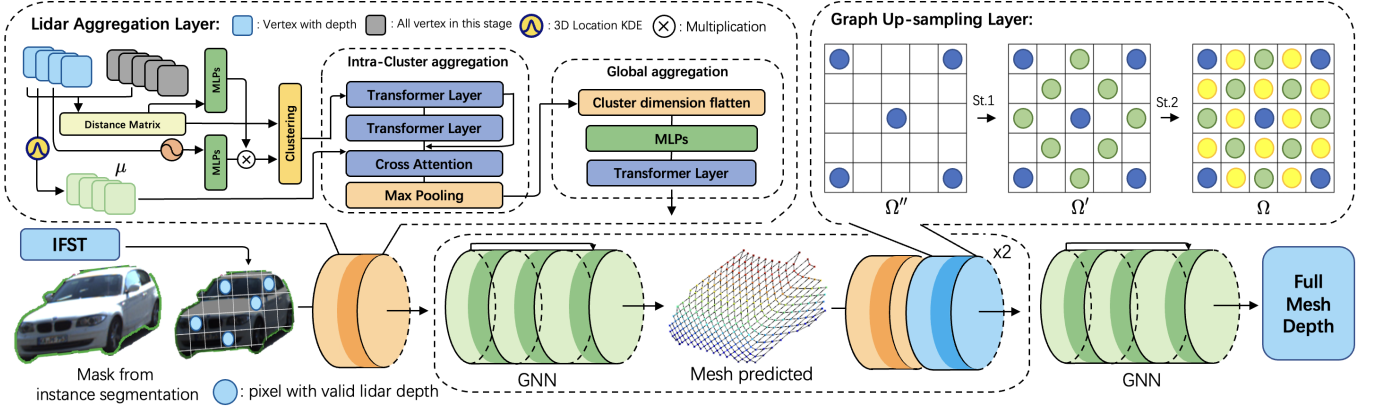 Lidar Aggregation Layer:
: Vertex with depth
: All vertex in this stage
: 3D Location KDE
: Multiplication
MLPs
Distance Matrix
MLPs
μ
Clustering
Intra-Cluster aggregation
Transformer Layer
Transformer Layer
Cross Attention
Max Pooling
Global aggregation
Cluster dimension flatten
MLPs
Transformer Layer
Graph Up-sampling Layer:
St.1
St.2
Ω′′
Ω′
Ω
IFST
Mask from
instance segmentation
: pixel with valid lidar depth
GNN
Mesh predicted
x2
GNN
Full
Mesh
Depth